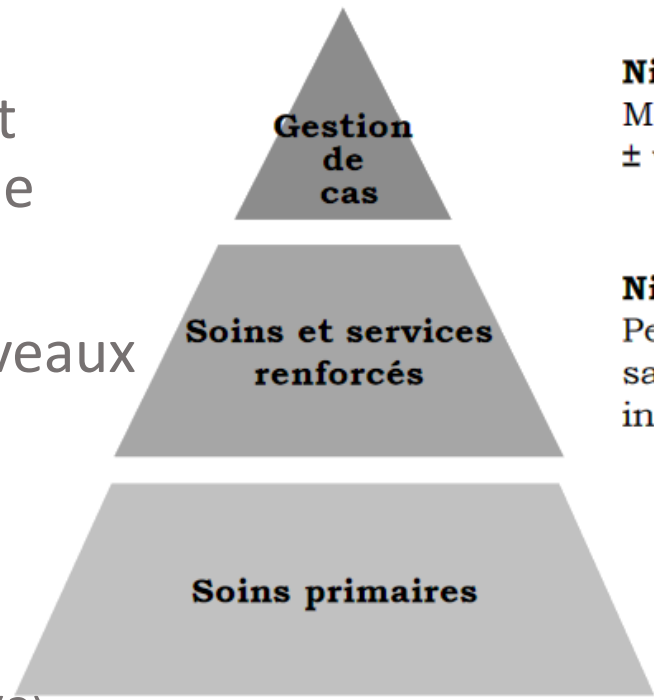 t
e
veaux
Gestion
de
cas
Soins et services
renforcés
Soins primaires
Ni
M
±
Ni
Pe
sa
in